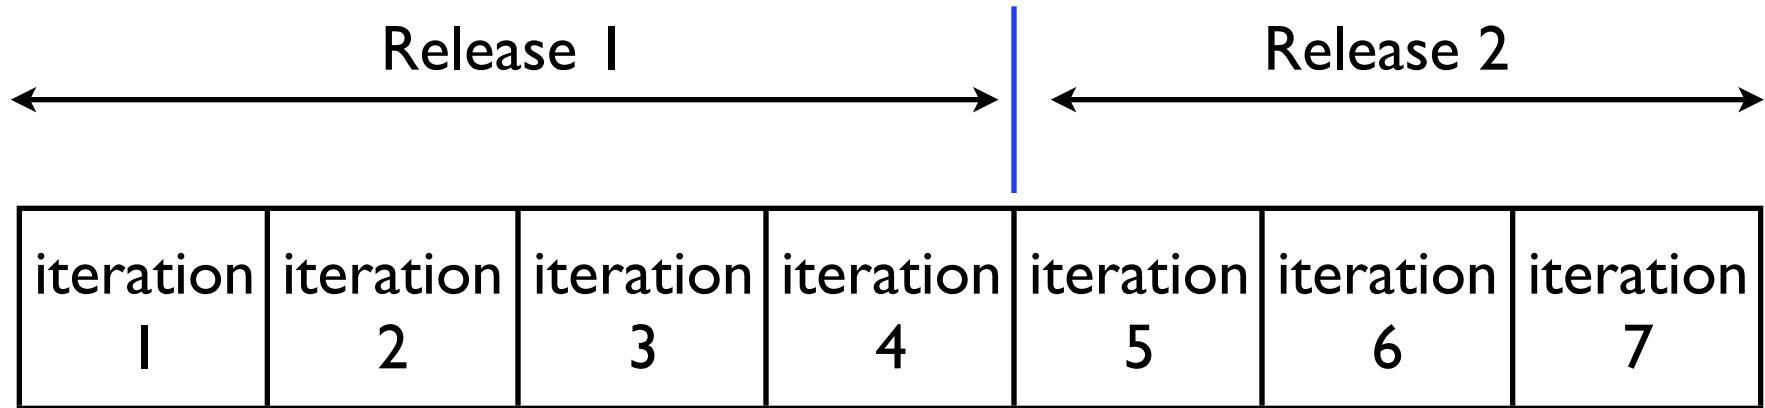 Release 1
Release 2
iteration 1
iteration 2
iteration 3
iteration 4
iteration 5
iteration 6
iteration 7